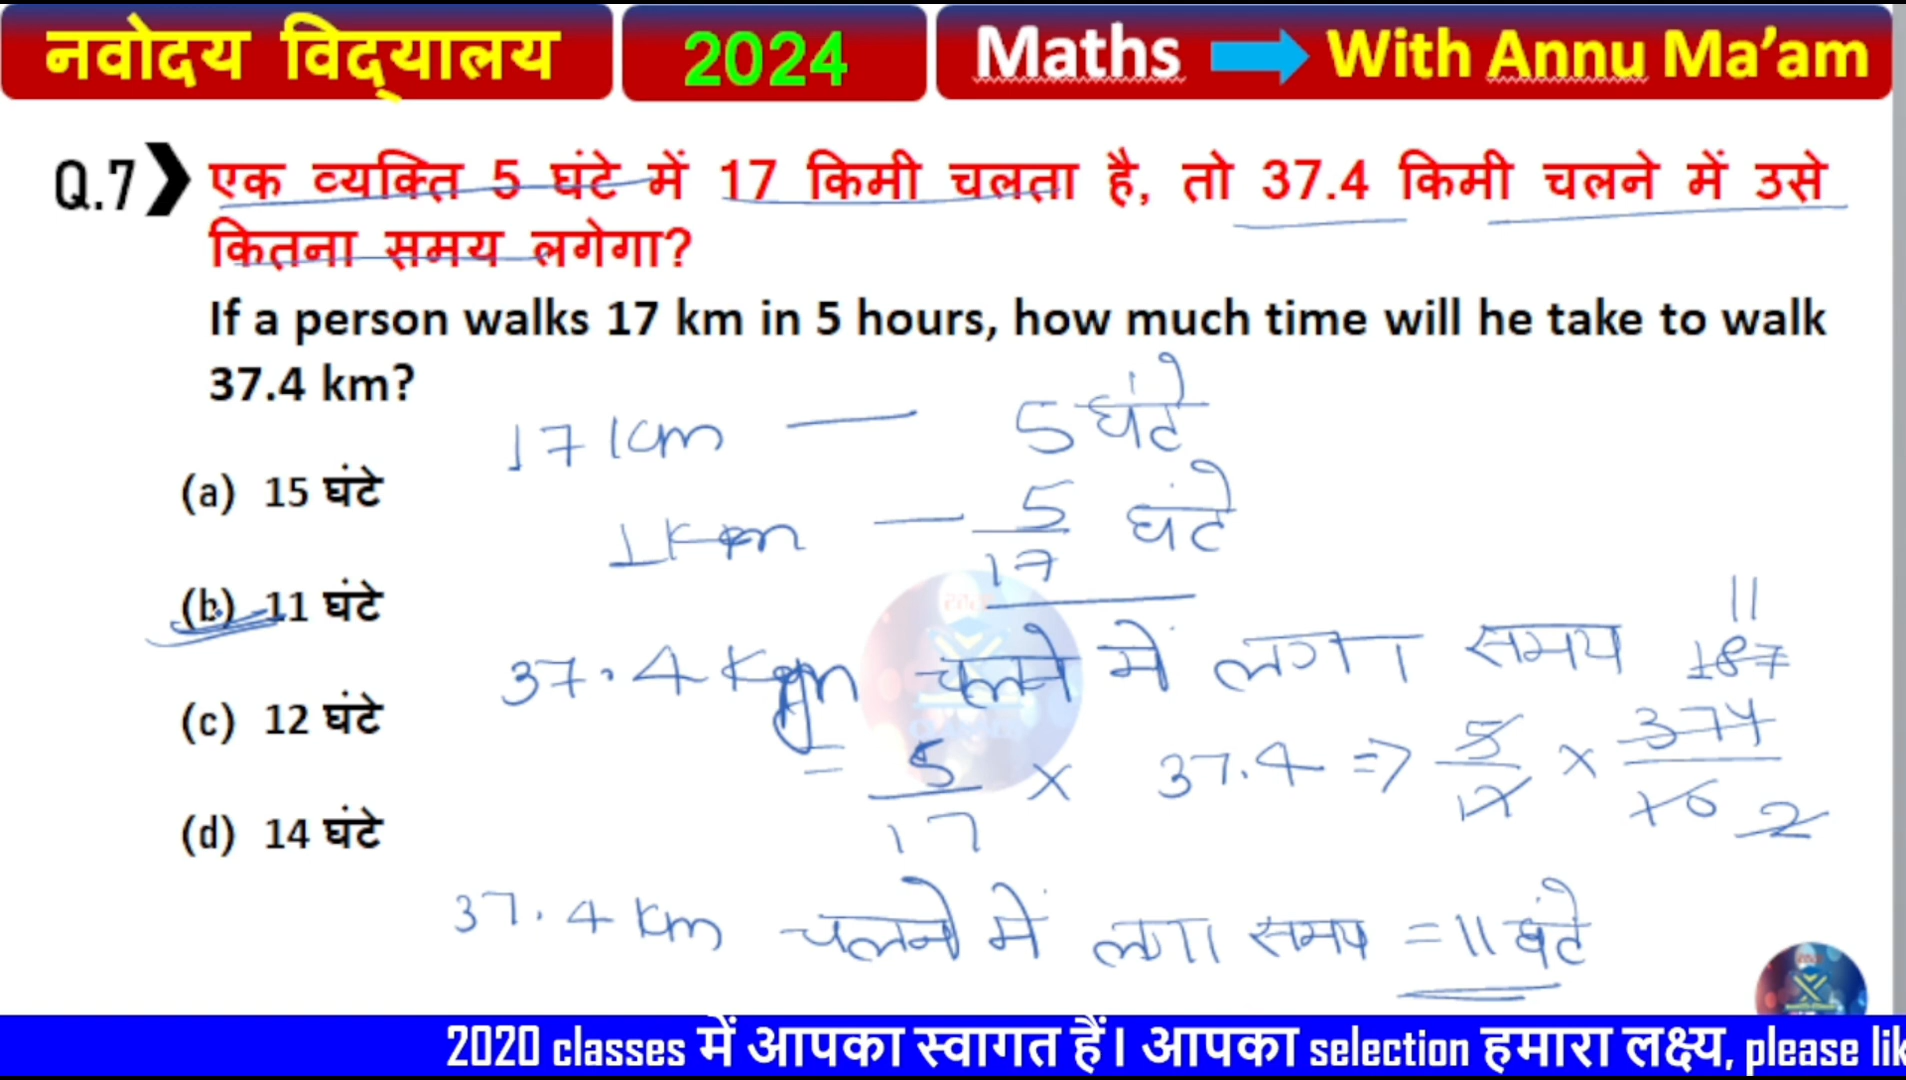 नवोदय विद्यालय 2024 Maths With Annu Ma'am
Q.7 एक व्यक्ति 5 घंटे में 17 किमी चलता है, तो 37.4 किमी चलने में उसे
कितना समय लगेगा?
If a person walks 17 km in 5 hours, how much time will he take to walk
37.4 km?
17 km — 5 घंटे
(a) 15 घंटे
1 km — 5/17 घंटे
(b) 11 घंटे
37.4 Km चलने में लगा समय
(c) 12 घंटे
= 5/17 × 37.4 => 5/17 × 374/10 2
187
11
(d) 14 घंटे
37.4 km चलने में लगा समय = 11 घंटे
2020 classes में आपका स्वागत हैं। आपका selection हमारा लक्ष्य, please lik